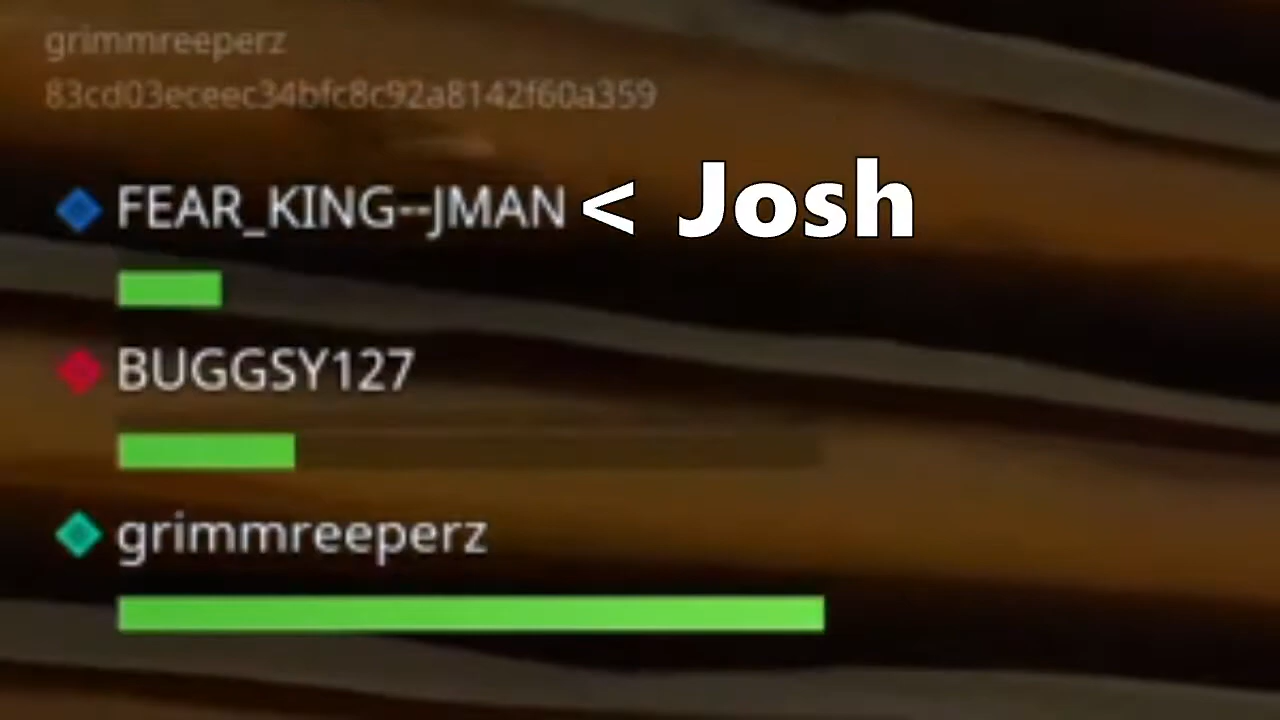 grimmreeperz
83cd03eceec34bfc8c92a8142f60a359
FEAR_KING--JMAN < Josh
BUGGSY127
grimmreeperz